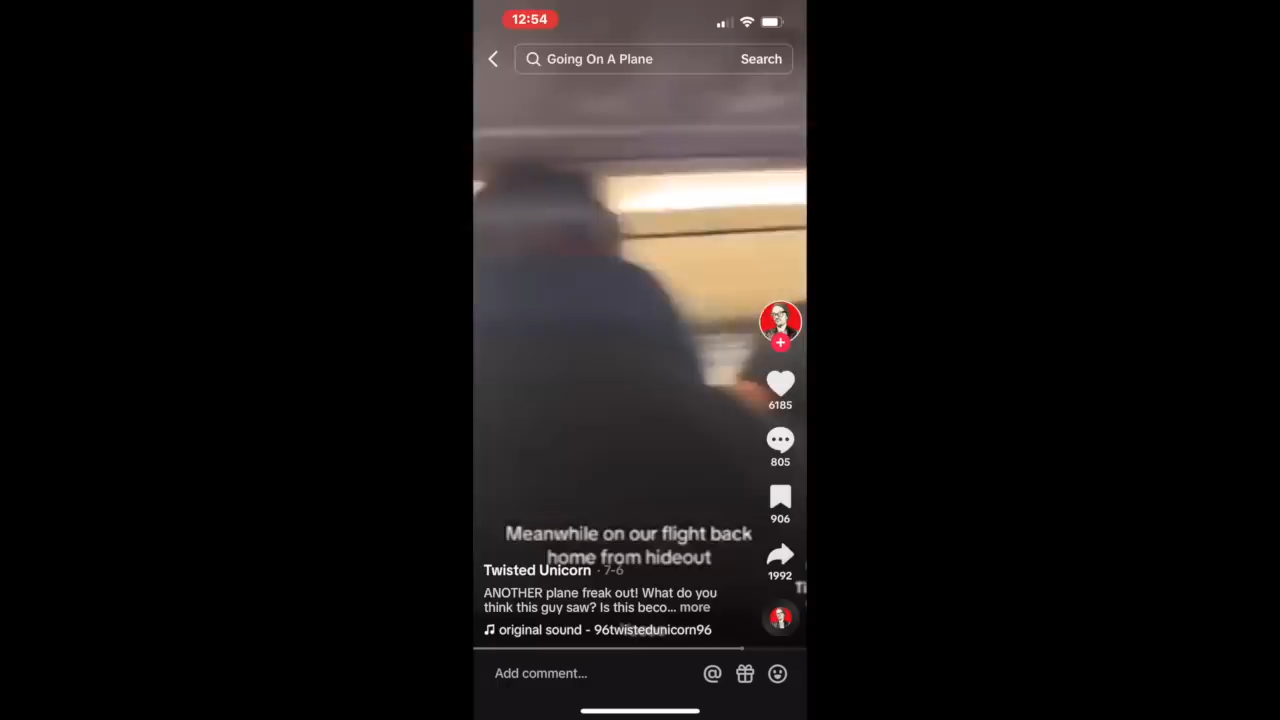 12:54
Going On A Plane
Search
6185
805
906
1992
Meanwhile on our flight back
home from hideout
Twisted Unicorn · 7-6
ANOTHER plane freak out! What do you
think this guy saw? Is this beco... more
original sound - 96twistedunicorn96
Add comment...